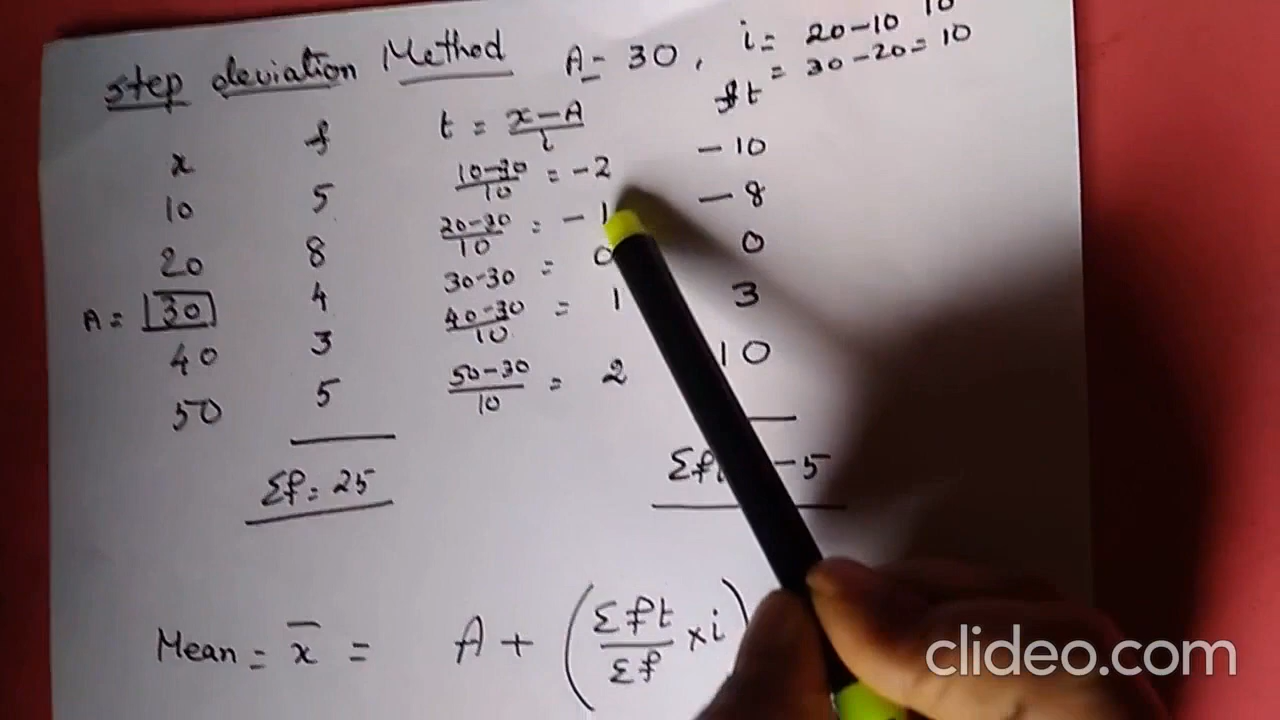 step deviation Method A = 30, i = 20-10 10
= 30-20 = 10
x f t = x-A/i ft
10 5 10-30/10 = -2 -10
20 8 20-30/10 = -1 -8
A = 30 4 30-30 = 0 0
40 3 40-30/10 = 1 3
50 5 50-30/10 = 2 10
Σf = 25 Σf -5
Mean = x̄ = A + (Σft/Σf × i)
clideo.com